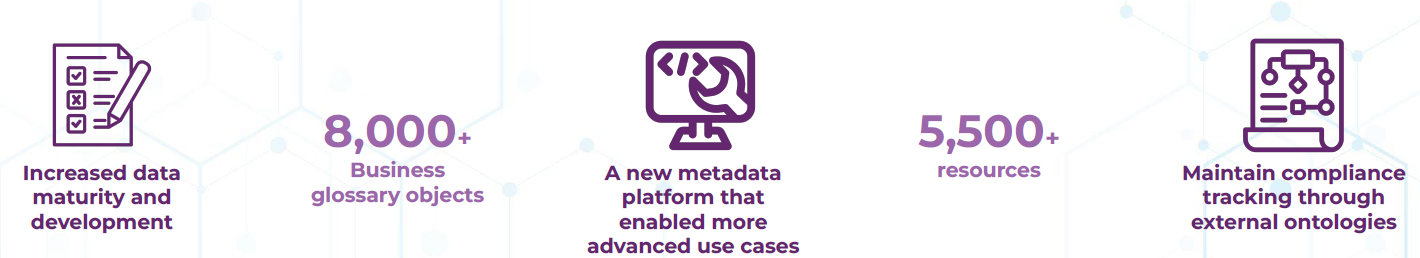 Increased data
maturity and
development
8,000+
Business
glossary objects
</>
A new metadata
platform that
enabled more
advanced use cases
5,500+
resources
Maintain compliance
tracking through
external ontologies